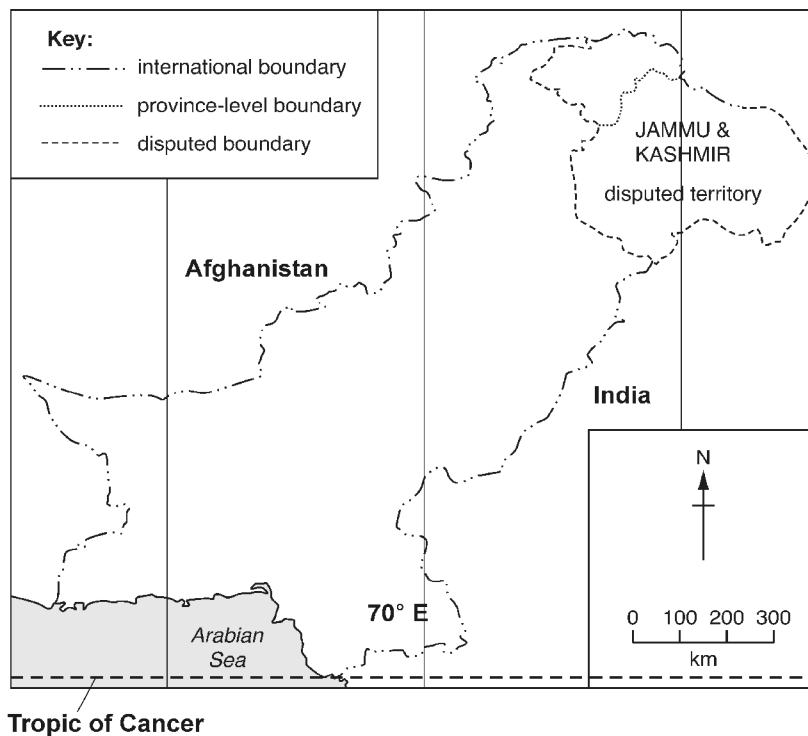 Key:
international boundary
province-level boundary
disputed boundary
JAMMU &
KASHMIR
disputed territory
Afghanistan
India
N
70° E
Arabian
Sea
0 100 200 300
km
Tropic of Cancer